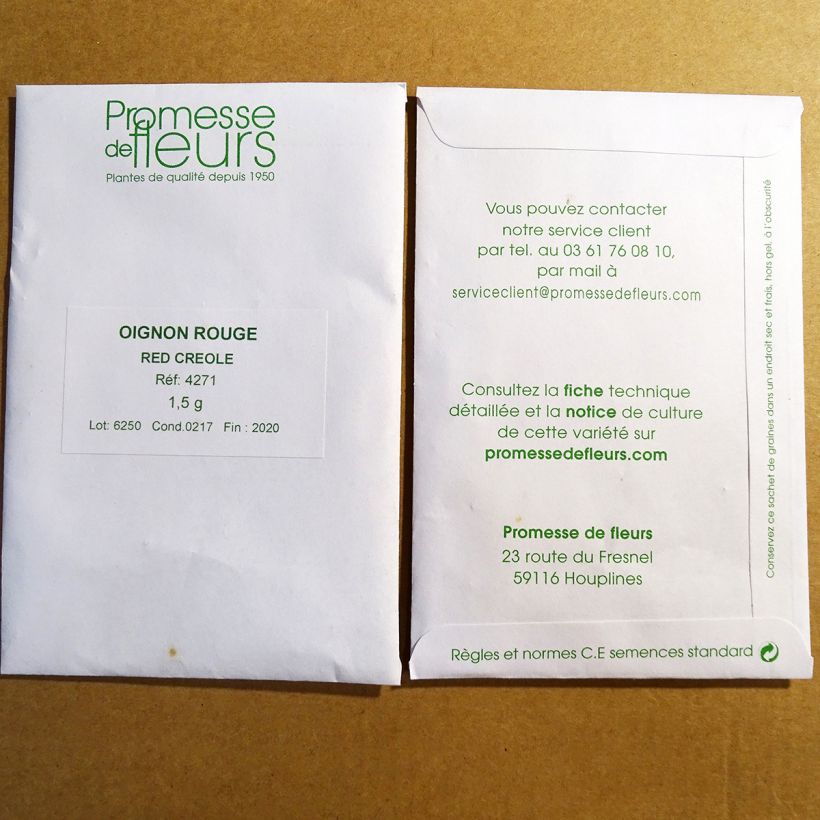 Promesse
de fleurs
Plantes de qualité depuis 1950
OIGNON ROUGE
RED CREOLE
Réf: 4271
1,5 g
Lot: 6250 Cond.0217 Fin : 2020
Vous pouvez contacter
notre service client
par tel. au 03 61 76 08 10,
par mail à
serviceclient@promessedefleurs.com
Consultez la fiche technique
détaillée et la notice de culture
de cette variété sur
promessedefleurs.com
Promesse de fleurs
23 route du Fresnel
59116 Houplines
Règles et normes C.E semences standard
Conservez ce sachet de graines dans un endroit sec et frais, hors gel, à l'obscurité